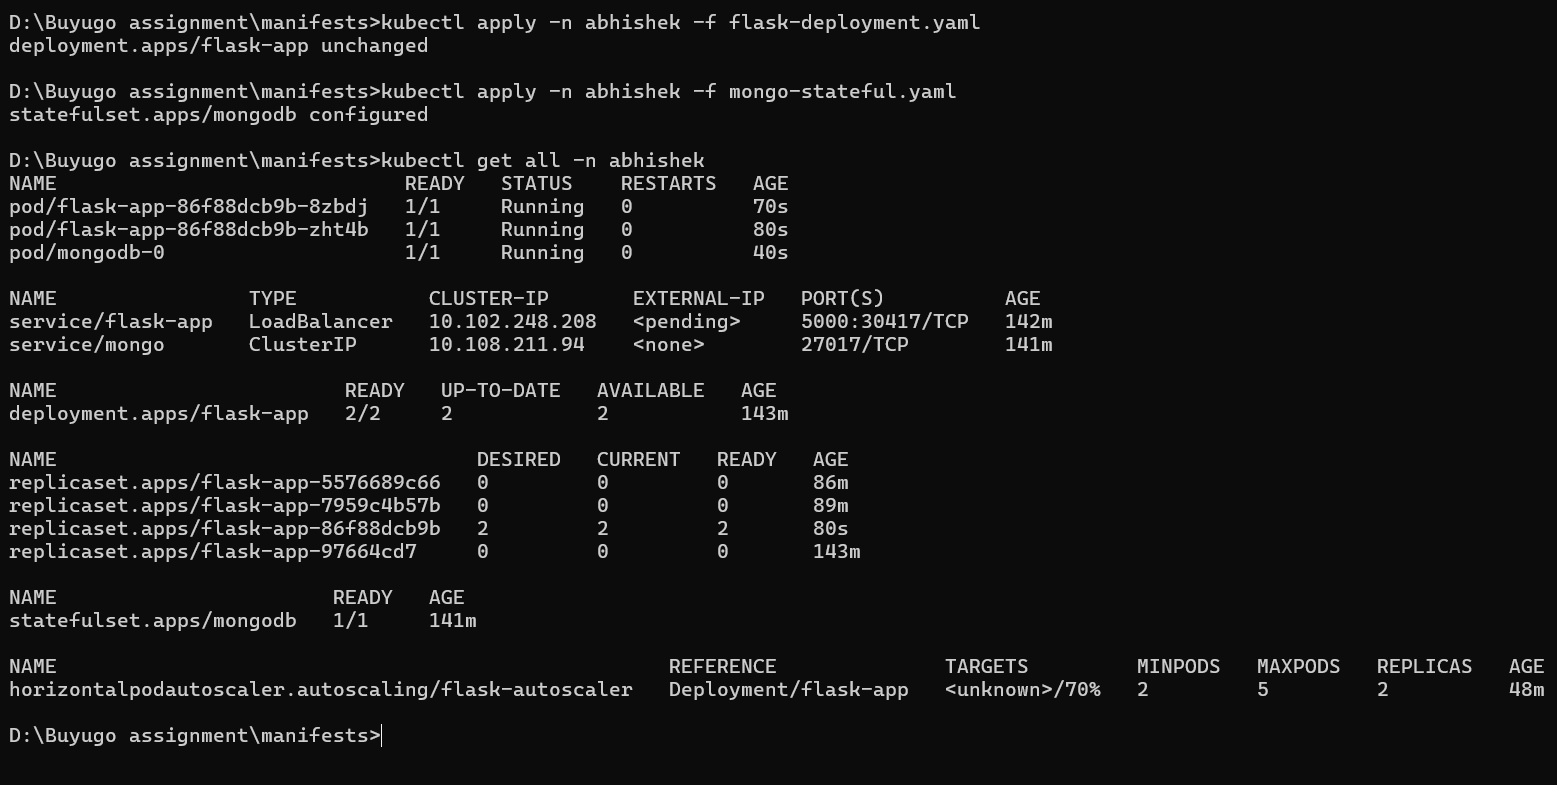 D:\Buyugo assignment\manifests>kubectl apply -n abhishek -f flask-deployment.yaml
deployment.apps/flask-app unchanged
D:\Buyugo assignment\manifests>kubectl apply -n abhishek -f mongo-stateful.yaml
statefulset.apps/mongodb configured
D:\Buyugo assignment\manifests>kubectl get all -n abhishek
NAME READY STATUS RESTARTS AGE
pod/flask-app-86f88dcb9b-8zbdj 1/1 Running 0 70s
pod/flask-app-86f88dcb9b-zht4b 1/1 Running 0 80s
pod/mongodb-0 1/1 Running 0 40s
NAME TYPE CLUSTER-IP EXTERNAL-IP PORT(S) AGE
service/flask-app LoadBalancer 10.102.248.208 <pending> 5000:30417/TCP 142m
service/mongo ClusterIP 10.108.211.94 <none> 27017/TCP 141m
NAME READY UP-TO-DATE AVAILABLE AGE
deployment.apps/flask-app 2/2 2 2 143m
NAME DESIRED CURRENT READY AGE
replicaset.apps/flask-app-5576689c66 0 0 0 86m
replicaset.apps/flask-app-7959c4b57b 0 0 0 89m
replicaset.apps/flask-app-86f88dcb9b 2 2 2 80s
replicaset.apps/flask-app-97664cd7 0 0 0 143m
NAME READY AGE
statefulset.apps/mongodb 1/1 141m
NAME REFERENCE TARGETS MINPODS MAXPODS REPLICAS AGE
horizontalpodautoscaler.autoscaling/flask-autoscaler Deployment/flask-app <unknown>/70% 2 5 2 48m
D:\Buyugo assignment\manifests>